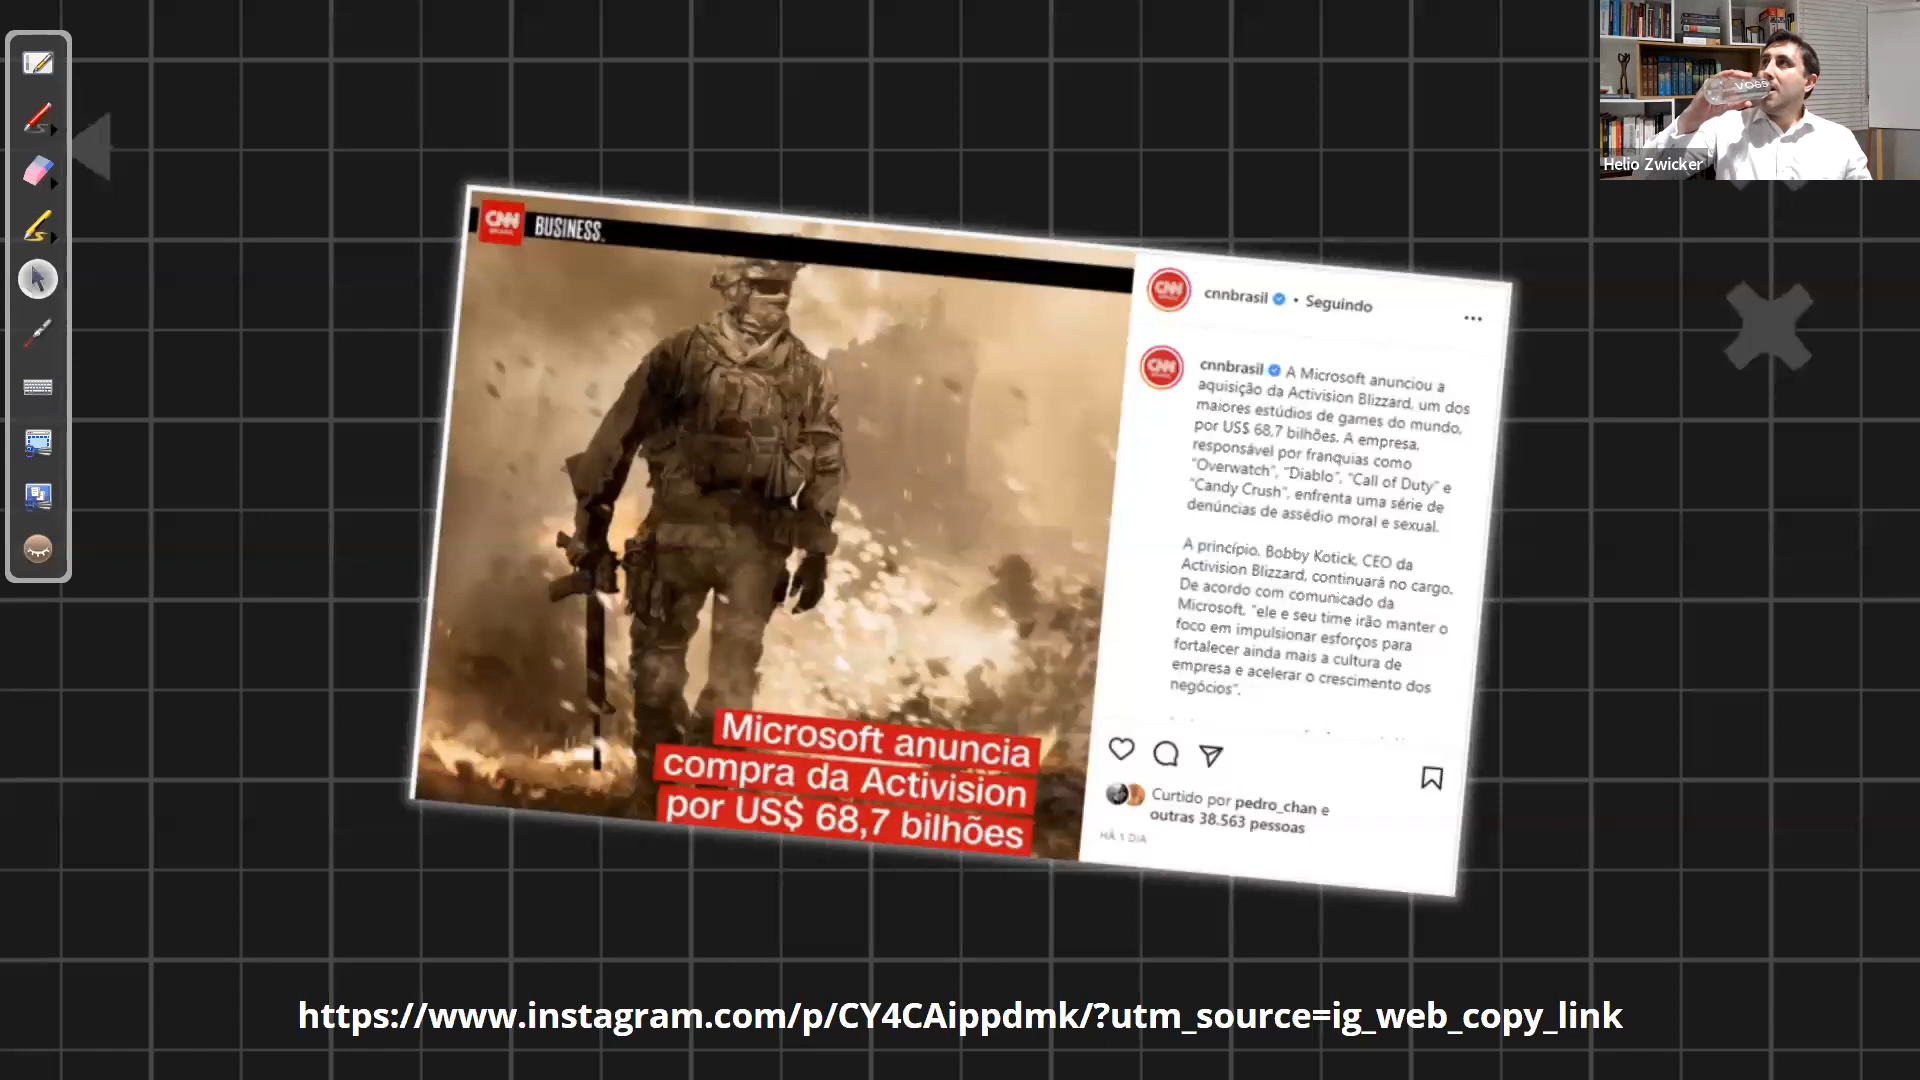 VOSS
Helio Zwicker
CNN
BRASIL
BUSINESS
cnnbrasil • Seguindo
cnnbrasil A Microsoft anunciou a
aquisição da Activision Blizzard, um dos
maiores estúdios de games do mundo,
por US$ 68,7 bilhões. A empresa,
responsável por franquias como
"Overwatch", "Diablo", "Call of Duty" e
"Candy Crush", enfrenta uma série de
denúncias de assédio moral e sexual.
A princípio, Bobby Kotick, CEO da
Activision Blizzard, continuará no cargo.
De acordo com comunicado da
Microsoft, "ele e seu time irão manter o
foco em impulsionar esforços para
fortalecer ainda mais a cultura de
empresa e acelerar o crescimento dos
negócios".
Microsoft anuncia
compra da Activision
por US$ 68,7 bilhões
Curtido por pedro_chan e
outras 38.563 pessoas
HÁ 1 DIA
https://www.instagram.com/p/CY4CAippdmk/?utm_source=ig_web_copy_link